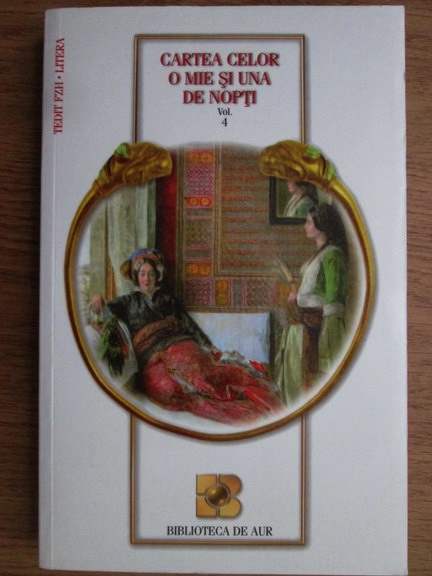 TEDIT FZH • LITERA
CARTEA CELOR
O MIE ŞI UNA
DE NOPŢI
Vol.
4
BIBLIOTECA DE AUR